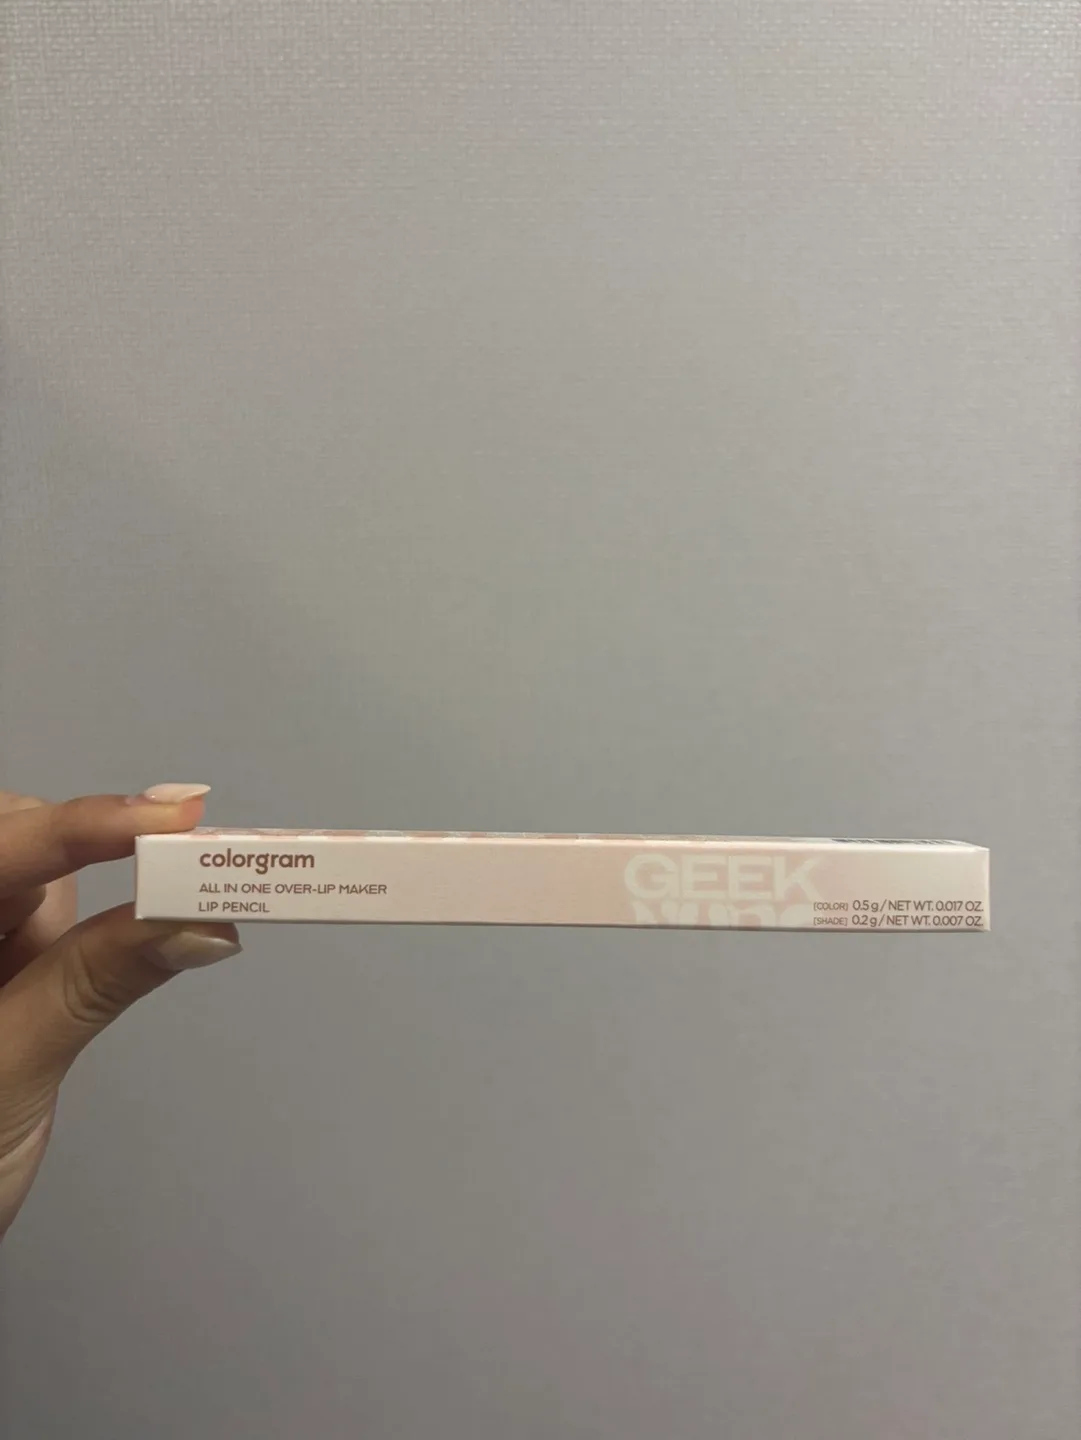 colorgram
ALL IN ONE OVER-LIP MAKER
LIP PENCIL
GEEK
[COLOR] 0.5 g / NET WT. 0.017 OZ.
[SHADE] 0.2 g / NET WT. 0.007 OZ.